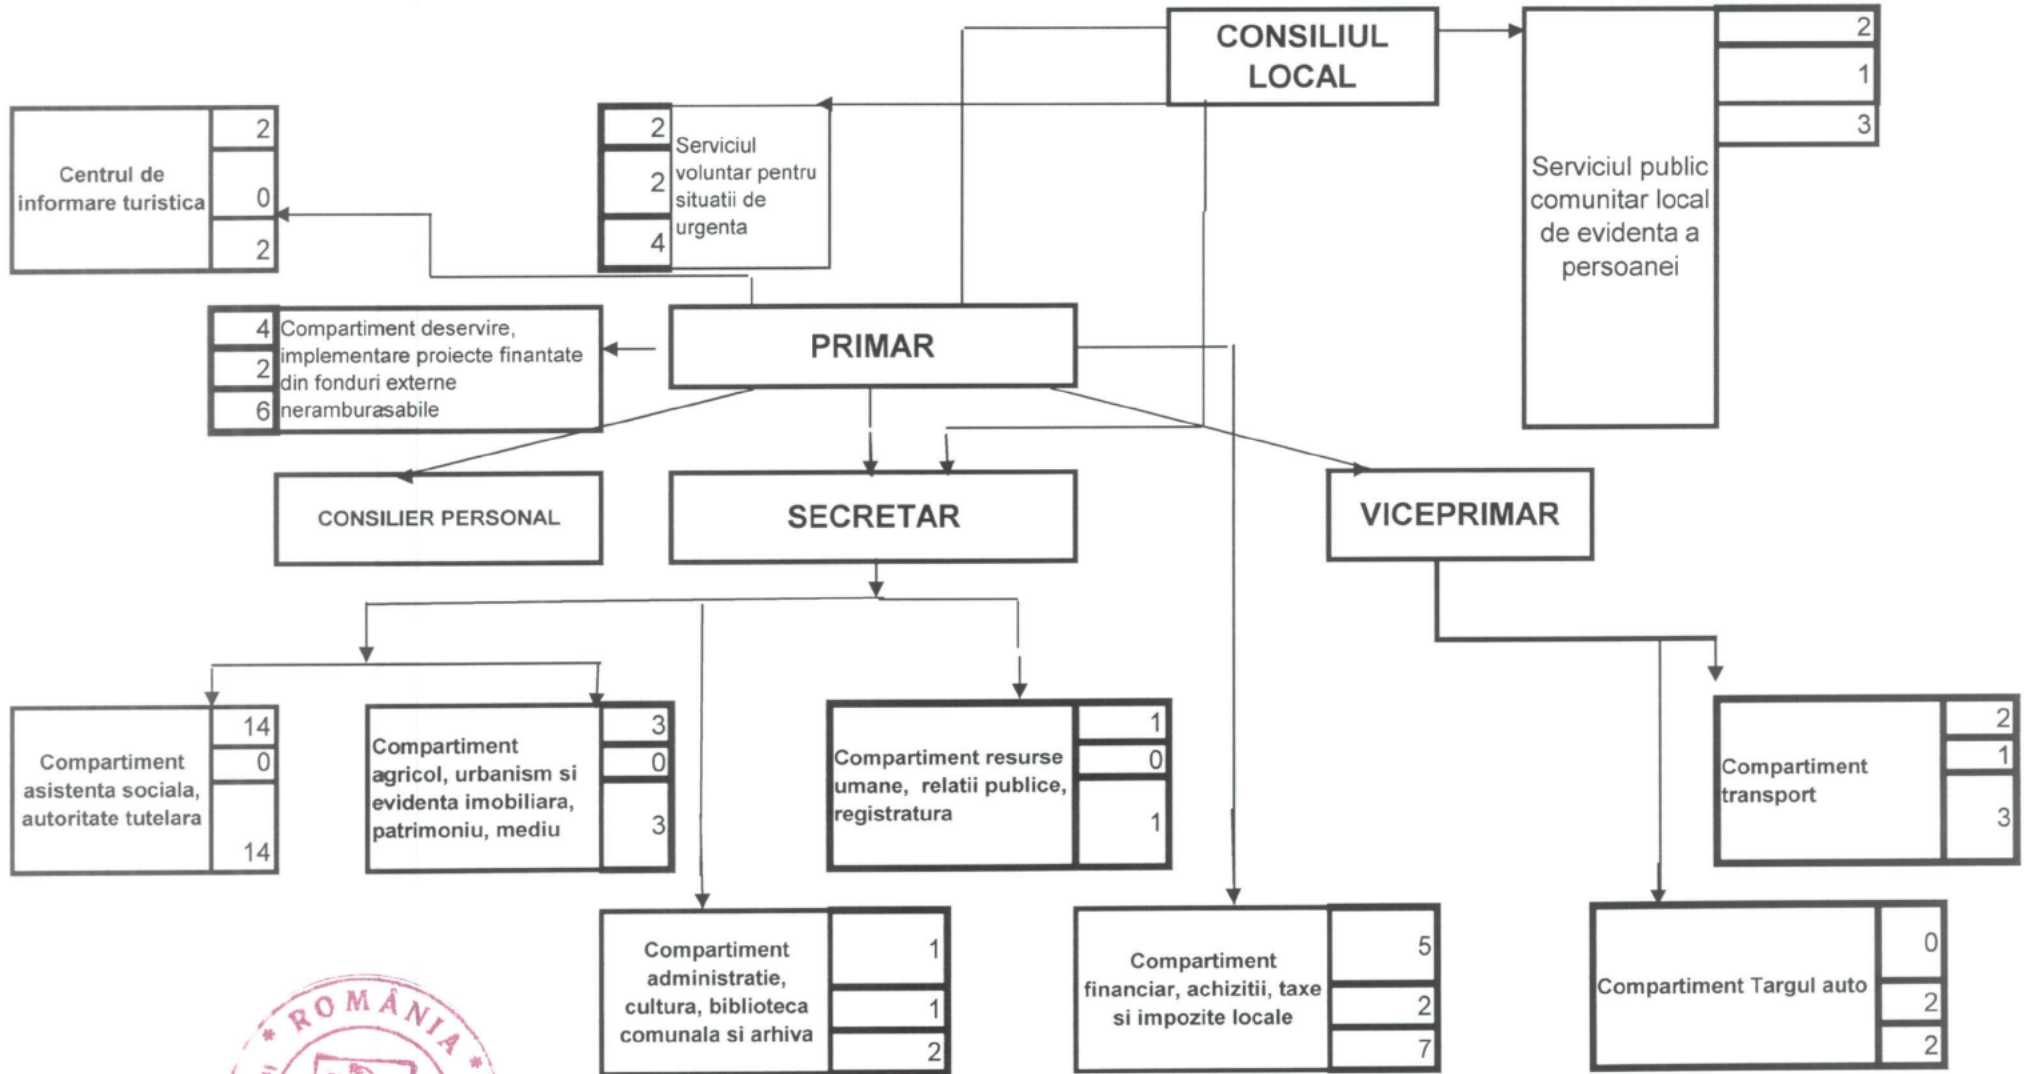 CONSILIUL
LOCAL
2
1
3
Serviciul public
comunitar local
de evidenta a
persoanei
Centrul de
informare turistica
2
0
2
2
2
4
Serviciul
voluntar pentru
situatii de
urgenta
4
2
6
Compartiment deservire,
implementare proiecte finantate
din fonduri externe
neramburasabile
PRIMAR
CONSILIER PERSONAL
SECRETAR
VICEPRIMAR
Compartiment
asistenta sociala,
autoritate tutelara
14
0
14
Compartiment
agricol, urbanism si
evidenta imobiliara,
patrimoniu, mediu
3
0
3
Compartiment resurse
umane, relatii publice,
registratura
1
0
1
Compartiment
transport
2
1
3
Compartiment
administratie,
cultura, biblioteca
comunala si arhiva
1
1
2
Compartiment
financiar, achizitii, taxe
si impozite locale
5
2
7
Compartiment Targul auto
0
2
2
* ROMÂNIA *